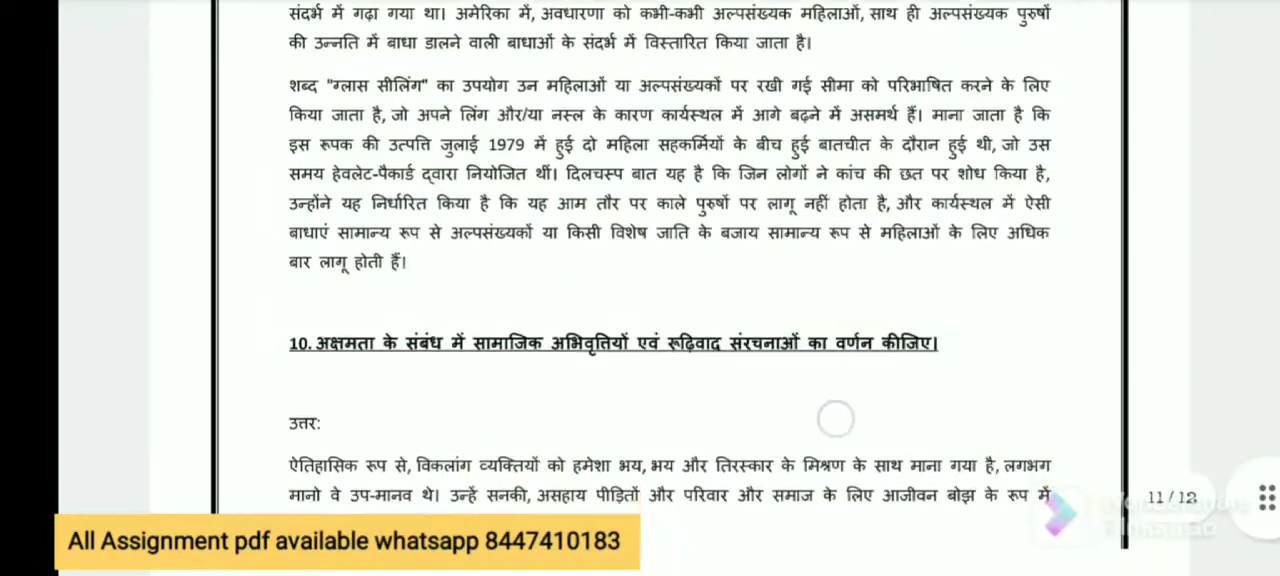 संदर्भ में गढ़ा गया था। अमेरिका में, अवधारणा को कभी-कभी अल्पसंख्यक महिलाओं, साथ ही अल्पसंख्यक पुरुषों
की उन्नति में बाधा डालने वाली बाधाओं के संदर्भ में विस्तारित किया जाता है।
शब्द "ग्लास सीलिंग" का उपयोग उन महिलाओं या अल्पसंख्यकों पर रखी गई सीमा को परिभाषित करने के लिए
किया जाता है, जो अपने लिंग और/या नस्ल के कारण कार्यस्थल में आगे बढ़ने में असमर्थ हैं। माना जाता है कि
इस रूपक की उत्पत्ति जुलाई 1979 में हुई दो महिला सहकर्मियों के बीच हुई बातचीत के दौरान हुई थी, जो उस
समय हेवलेट-पैकार्ड द्वारा नियोजित थीं। दिलचस्प बात यह है कि जिन लोगों ने कांच की छत पर शोध किया है,
उन्होंने यह निर्धारित किया है कि यह आम तौर पर काले पुरुषों पर लागू नहीं होता है, और कार्यस्थल में ऐसी
बाधाएं सामान्य रूप से अल्पसंख्यकों या किसी विशेष जाति के बजाय सामान्य रूप से महिलाओं के लिए अधिक
बार लागू होती हैं।
10. अक्षमता के संबंध में सामाजिक अभिवृत्तियों एवं रूढ़िवाद संरचनाओं का वर्णन कीजिए।
उत्तर:
ऐतिहासिक रूप से, विकलांग व्यक्तियों को हमेशा भय, भय और तिरस्कार के मिश्रण के साथ माना गया है, लगभग
मानो वे उप-मानव थे। उन्हें सनकी, असहाय पीड़ितों और परिवार और समाज के लिए आजीवन बोझ के रूप में
11/12
All Assignment pdf available whatsapp 8447410183